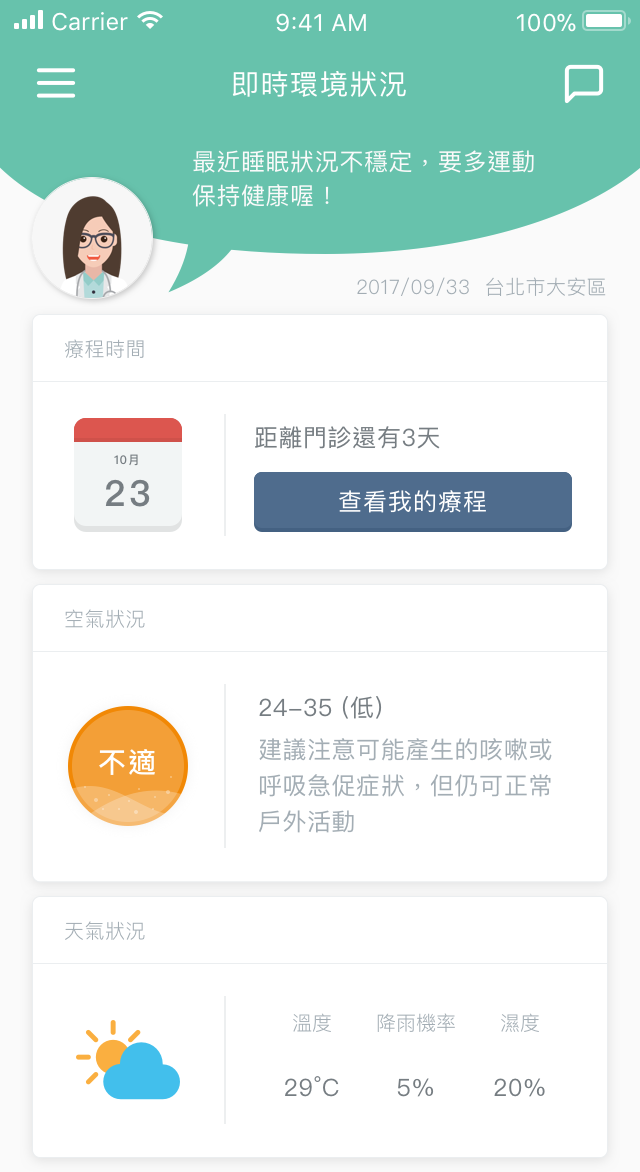 Carrier 9:41 AM 100%
即時環境狀況
最近睡眠狀況不穩定，要多運動
保持健康喔！
2017/09/33 台北市大安區
療程時間
10月
23
距離門診還有3天
查看我的療程
空氣狀況
不適
24–35 (低)
建議注意可能產生的咳嗽或
呼吸急促症狀，但仍可正常
戶外活動
天氣狀況
溫度 降雨機率 濕度
29°C 5% 20%